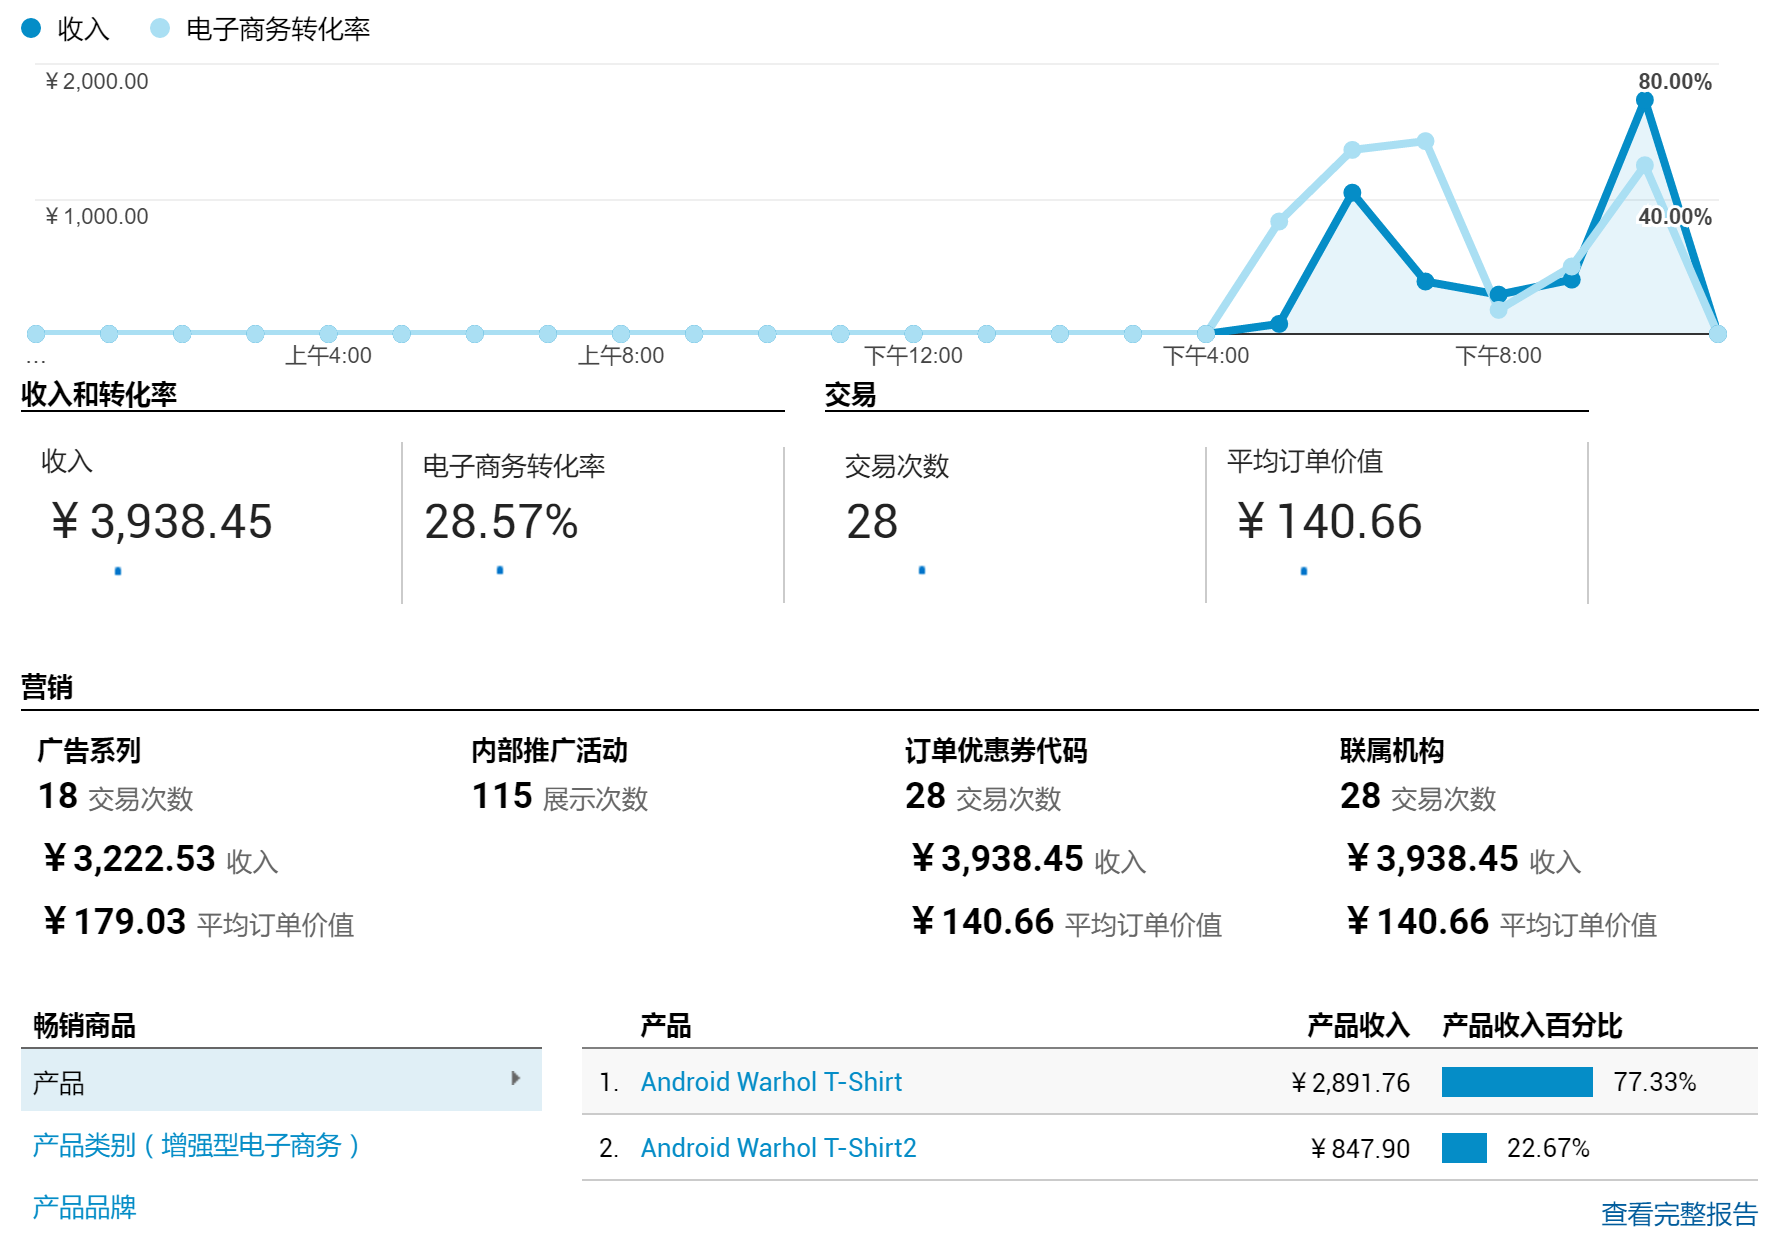 收入 电子商务转化率
¥ 2,000.00 80.00%
¥ 1,000.00 40.00%
... 上午4:00 上午8:00 下午12:00 下午4:00 下午8:00
收入和转化率 交易
收入 电子商务转化率 交易次数 平均订单价值
¥ 3,938.45 28.57% 28 ¥ 140.66
营销
广告系列 内部推广活动 订单优惠券代码 联属机构
18 交易次数 115 展示次数 28 交易次数 28 交易次数
¥ 3,222.53 收入 ¥ 3,938.45 收入 ¥ 3,938.45 收入
¥ 179.03 平均订单价值 ¥ 140.66 平均订单价值 ¥ 140.66 平均订单价值
畅销商品 产品 产品收入 产品收入百分比
产品 1. Android Warhol T-Shirt ¥ 2,891.76 77.33%
产品类别（增强型电子商务） 2. Android Warhol T-Shirt2 ¥ 847.90 22.67%
产品品牌 查看完整报告